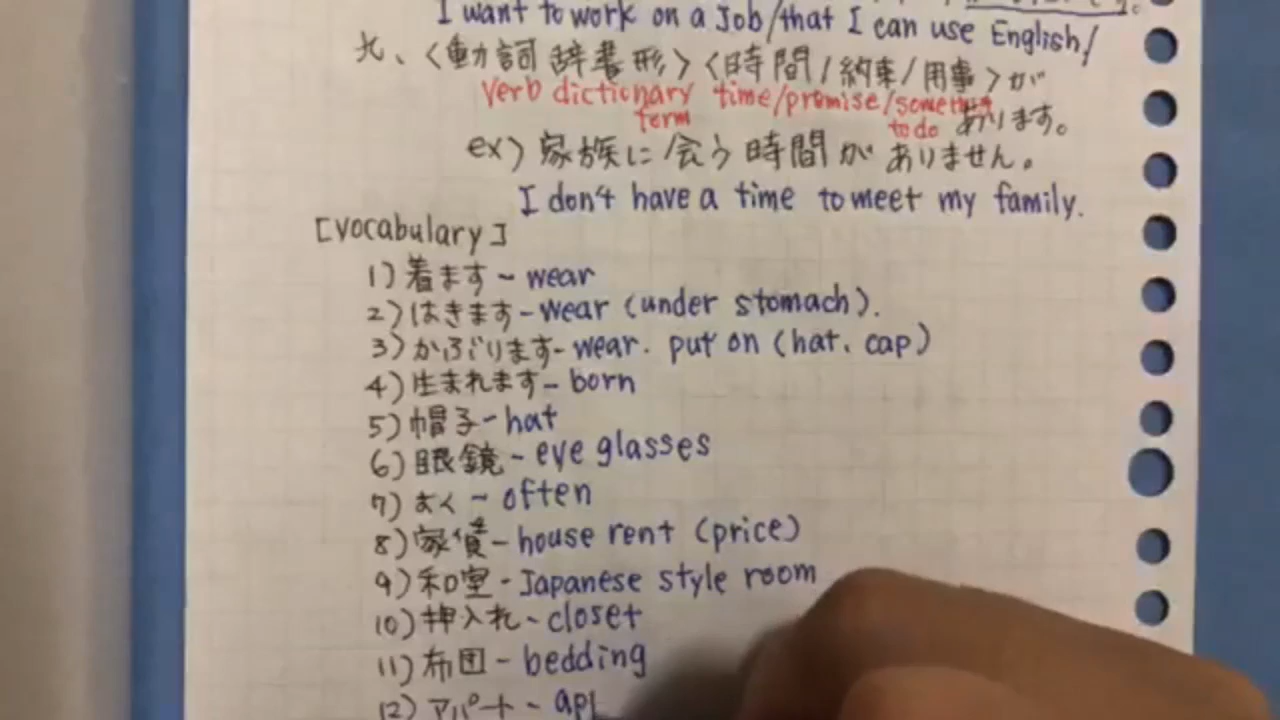 I want to work on a Job/that I can use English/
九、〈動詞辞書形〉〈時間/約束/用事〉が
verb dictionary time/promise/something
form to do あります。
ex) 家族に会う時間がありません。
I don't have a time to meet my family.
[vocabulary]
1) 着ます~wear
2) はきます-wear (under stomach).
3) かぶります-wear. put on (hat. cap)
4) 生まれます-born
5) 帽子-hat
6) 眼鏡-eye glasses
7) よく-often
8) 家賃-house rent (price)
9) 和室-Japanese style room
10) 押入れ-closet
11) 布団-bedding
12) アパート-apt